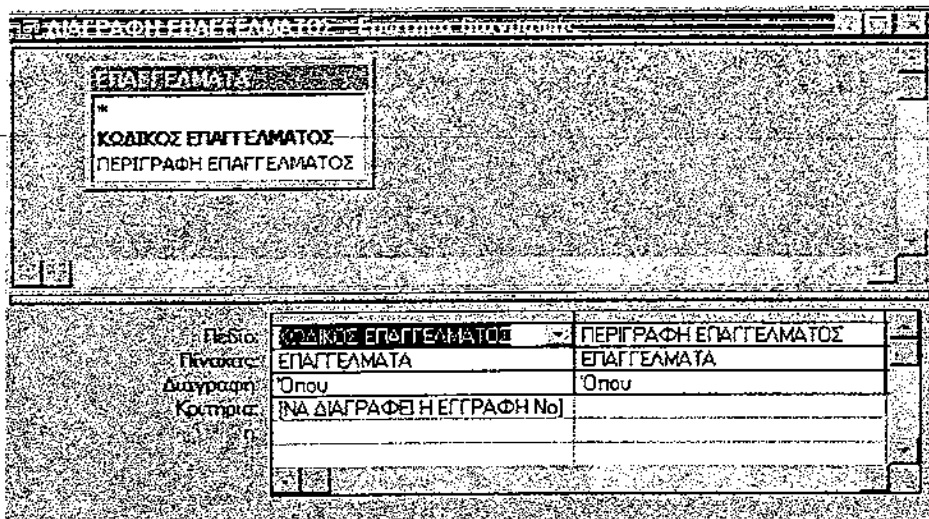 ΔΙΑΓΡΑΦΗ ΕΠΑΓΓΕΛΜΑΤΟΣ - Ερώτημα διαγραφής
ΕΠΑΓΓΕΛΜΑΤΑ
*
ΚΩΔΙΚΟΣ ΕΠΑΓΓΕΛΜΑΤΟΣ
ΠΕΡΙΓΡΑΦΗ ΕΠΑΓΓΕΛΜΑΤΟΣ
Πεδίο: ΚΩΔΙΚΟΣ ΕΠΑΓΓΕΛΜΑΤΟΣ ΠΕΡΙΓΡΑΦΗ ΕΠΑΓΓΕΛΜΑΤΟΣ
Πίνακας: ΕΠΑΓΓΕΛΜΑΤΑ ΕΠΑΓΓΕΛΜΑΤΑ
Διαγραφή: Όπου Όπου
Κριτήρια: [ΝΑ ΔΙΑΓΡΑΦΕΙ Η ΕΓΓΡΑΦΗ Νο]
ή: